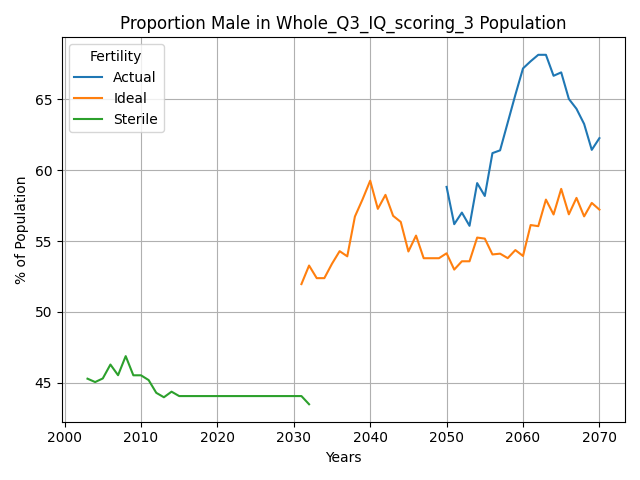 Proportion Male in Whole_Q3_IQ_scoring_3 Population
Fertility
Actual
Ideal
Sterile
% of Population
65
60
55
50
45
2000 2010 2020 2030 2040 2050 2060 2070
Years